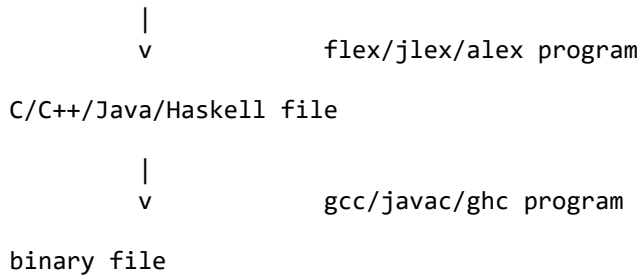 |
v flex/jlex/alex program
C/C++/Java/Haskell file
|
v gcc/javac/ghc program
binary file